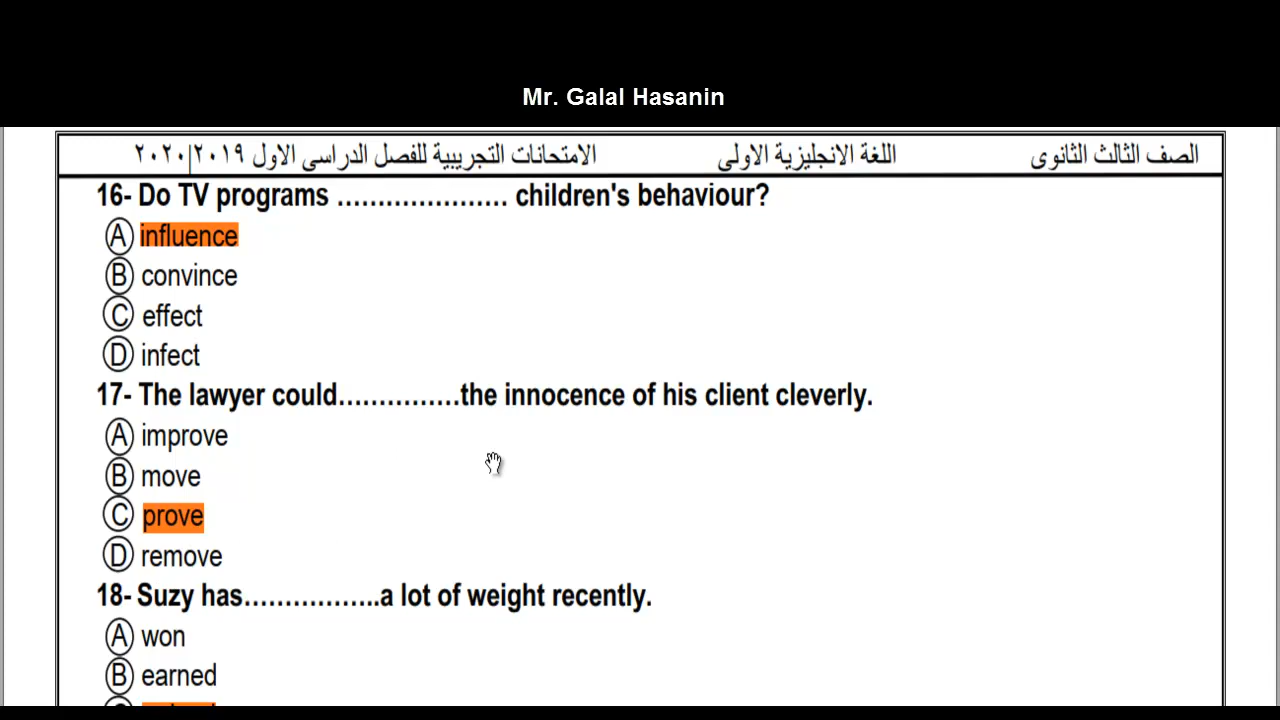 Mr. Galal Hasanin
الصف الثالث الثانوى اللغة الانجليزية الاولى الامتحانات التجريبية للفصل الدراسى الاول ٢٠١٩|٢٠٢٠
16- Do TV programs ………………… children's behaviour?
A influence
B convince
C effect
D infect
17- The lawyer could……………the innocence of his client cleverly.
A improve
B move
C prove
D remove
18- Suzy has……………..a lot of weight recently.
A won
B earned